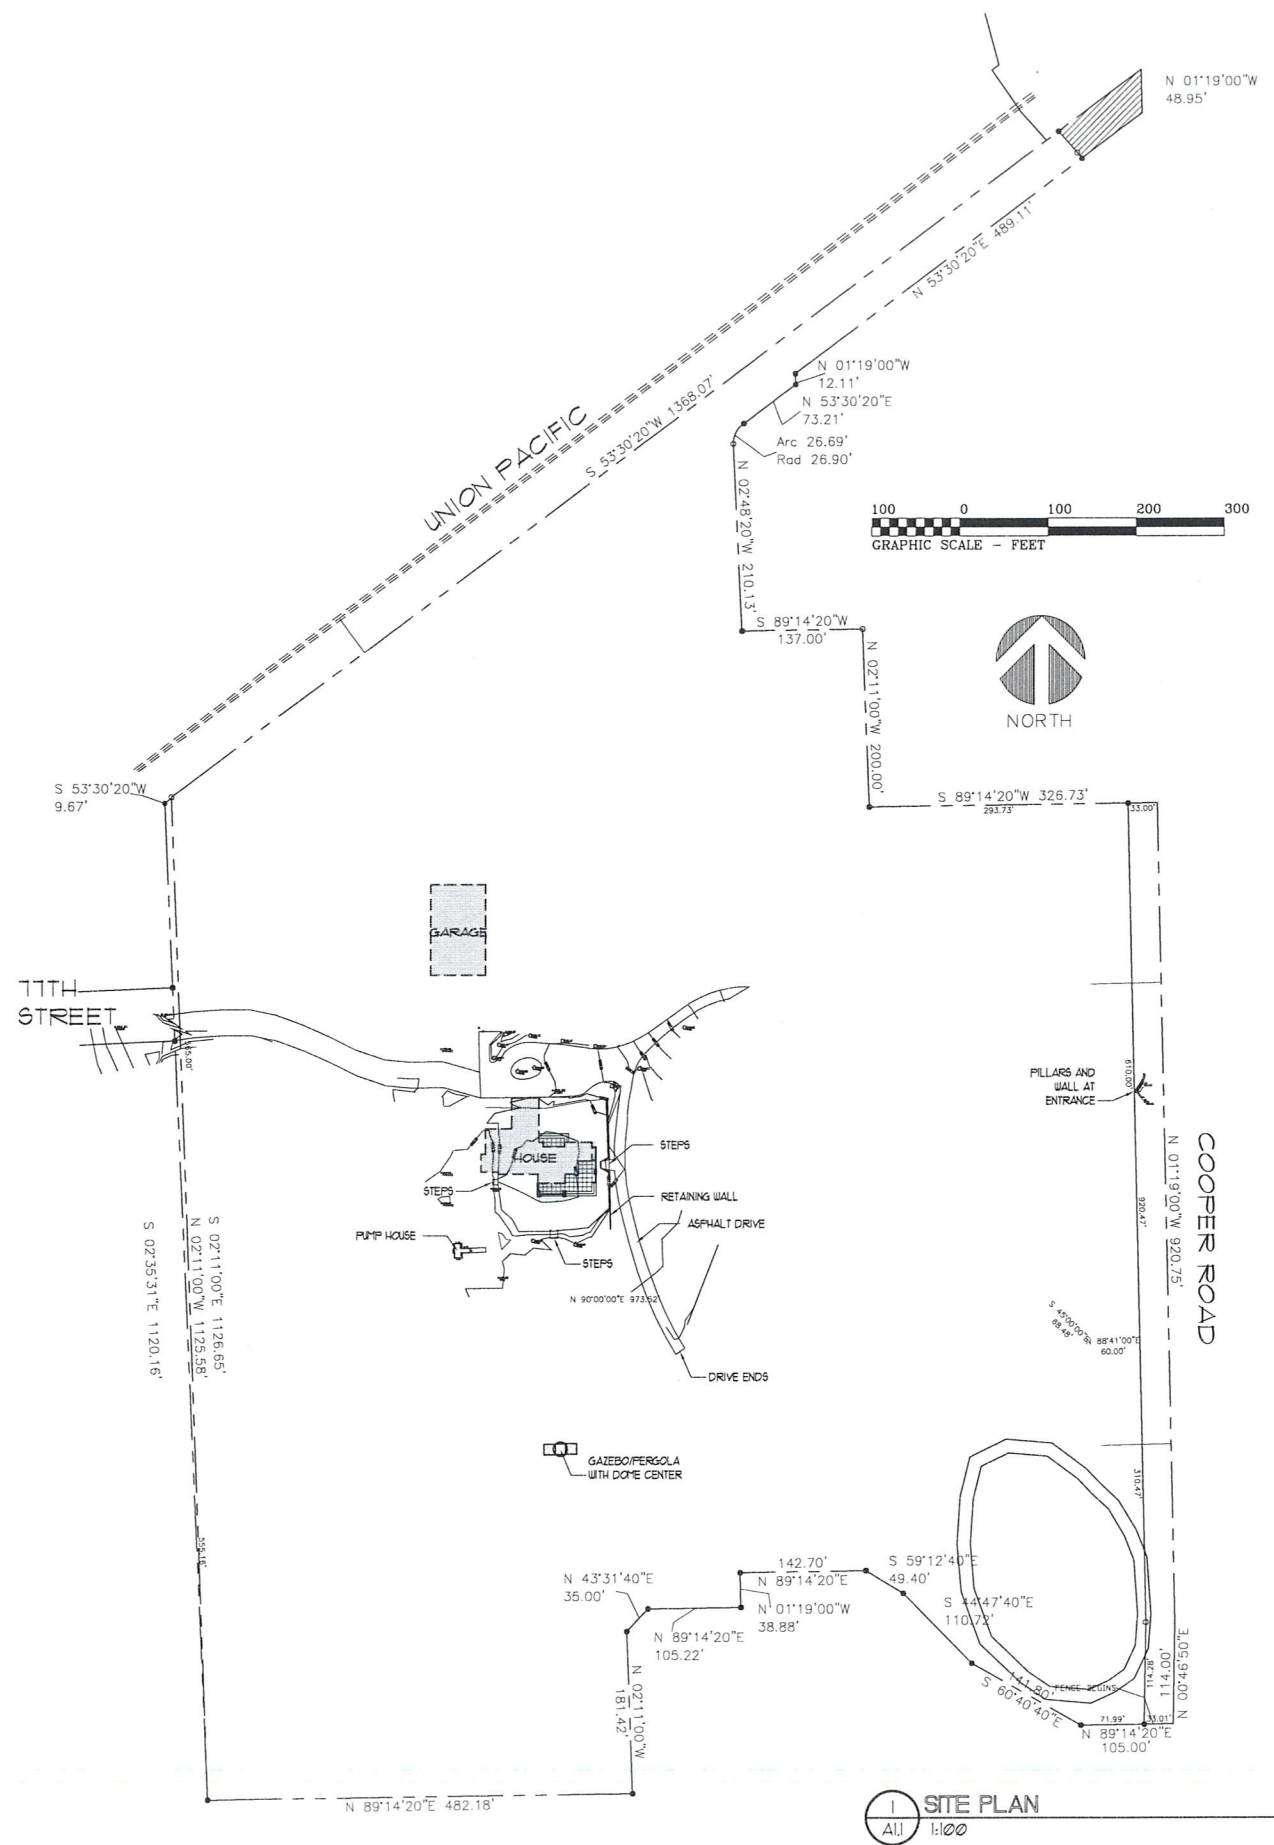 N 01°19'00"W
48.95'
N 53°30'20"E 489.11'
N 01°19'00"W
12.11'
N 53°30'20"E
73.21'
S 53°30'20"W 1368.07'
UNION PACIFIC
Arc 26.69'
Rad 26.90'
N 02°48'20"W 210.13'
100 0 100 200 300
GRAPHIC SCALE - FEET
S 89°14'20"W
137.00'
N 02°11'00"W 200.00'
NORTH
S 53°30'20"W
9.67'
S 89°14'20"W 326.73'
293.73'
33.00'
GARAGE
77TH
STREET
610.00'
PILLARS AND
WALL AT
ENTRANCE
STEPS
HOUSE
STEPS
RETAINING WALL
ASPHALT DRIVE
PUMP HOUSE
STEPS
N 90°00'00"E 973.52'
COOPER ROAD
N 01°19'00"W 920.75'
920.47'
S 02°11'00"E 1126.65'
N 02°11'00"W 1125.58'
S 02°35'31"E 1120.16'
S 45°00'00"E
68.48'
N 88°41'00"E
60.00'
DRIVE ENDS
GAZEBO/PERGOLA
WITH DOME CENTER
310.47'
555.16'
142.70'
N 89°14'20"E
S 59°12'40"E
49.40'
N 43°31'40"E
35.00'
S 44°47'40"E
110.72'
N 01°19'00"W
38.88'
N 89°14'20"E
105.22'
N 02°11'00"W
181.42'
141.80'
S 60°40'40"E
FENCE BEGINS
114.28'
114.00'
N 00°46'50"E
71.99'
33.01'
N 89°14'20"E
105.00'
N 89°14'20"E 482.18'
1
A1.1
SITE PLAN
1:100